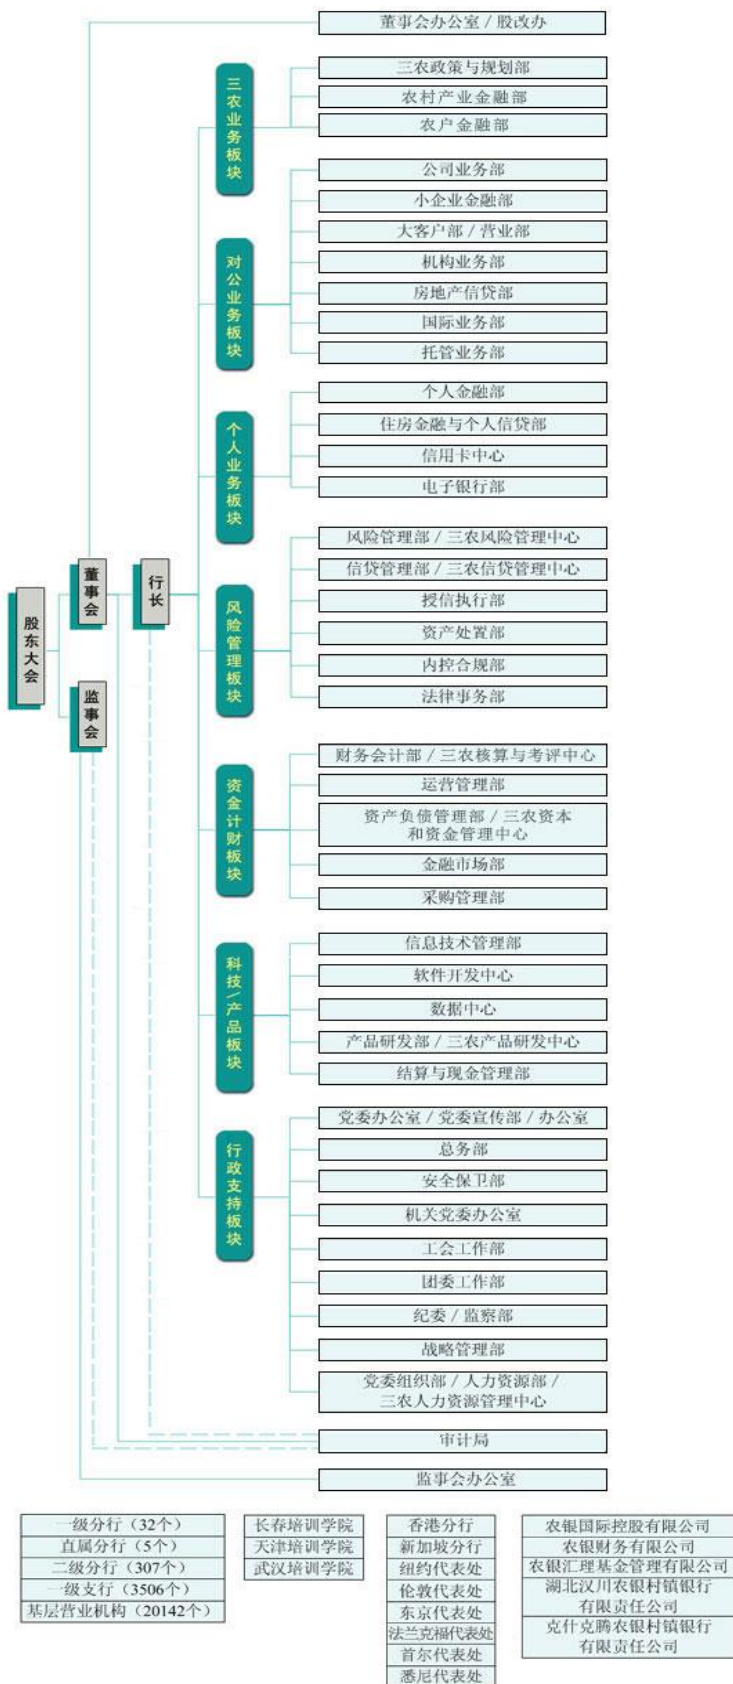 董事会办公室 / 股改办
三农业务板块
三农政策与规划部
农村产业金融部
农户金融部
对公业务板块
公司业务部
小企业金融部
大客户部 / 营业部
机构业务部
房地产信贷部
国际业务部
托管业务部
个人业务板块
个人金融部
住房金融与个人信贷部
信用卡中心
电子银行部
股东大会
董事会
监事会
行长
风险管理板块
风险管理部 / 三农风险管理中心
信贷管理部 / 三农信贷管理中心
授信执行部
资产处置部
内控合规部
法律事务部
资金计财板块
财务会计部 / 三农核算与考评中心
运营管理部
资产负债管理部 / 三农资本
和资金管理中心
金融市场部
采购管理部
科技/产品板块
信息技术管理部
软件开发中心
数据中心
产品研发部 / 三农产品研发中心
结算与现金管理部
行政支持板块
党委办公室 / 党委宣传部 / 办公室
总务部
安全保卫部
机关党委办公室
工会工作部
团委工作部
纪委 / 监察部
战略管理部
党委组织部 / 人力资源部 /
三农人力资源管理中心
审计局
监事会办公室
一级分行（32个）
直属分行（5个）
二级分行（307个）
一级支行（3506个）
基层营业机构（20142个）
长春培训学院
天津培训学院
武汉培训学院
香港分行
新加坡分行
纽约代表处
伦敦代表处
东京代表处
法兰克福代表处
首尔代表处
悉尼代表处
农银国际控股有限公司
农银财务有限公司
农银汇理基金管理有限公司
湖北汉川农银村镇银行
有限责任公司
克什克腾农银村镇银行
有限责任公司